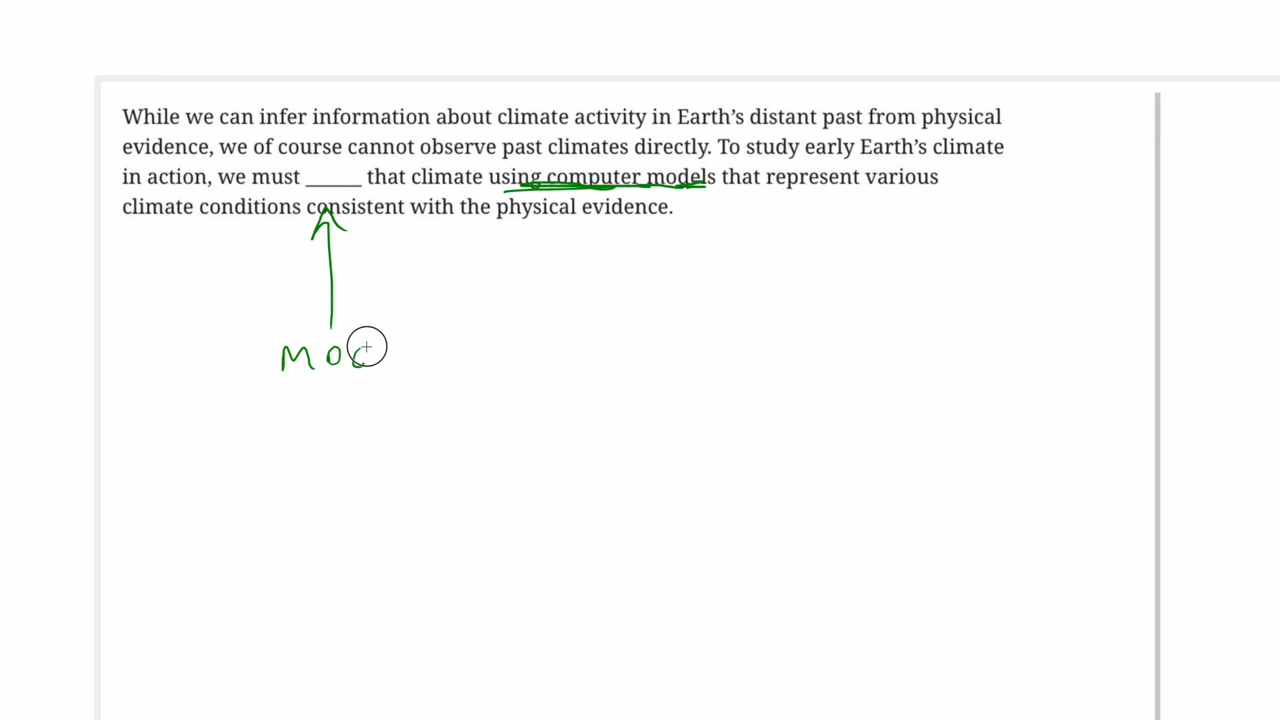 While we can infer information about climate activity in Earth’s distant past from physical
evidence, we of course cannot observe past climates directly. To study early Earth’s climate
in action, we must _____ that climate using computer models that represent various
climate conditions consistent with the physical evidence.
MOC